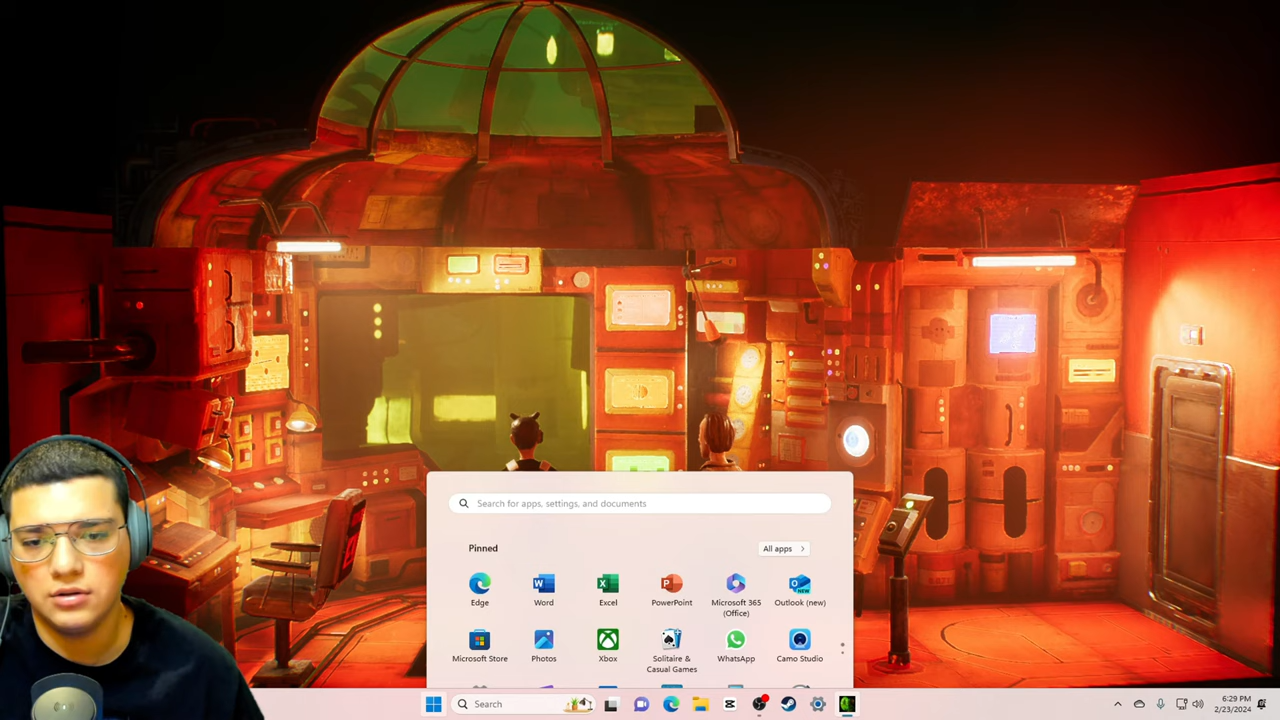 Search for apps, settings, and documents
Pinned
All apps
Edge
Word
Excel
PowerPoint
Microsoft 365
(Office)
Outlook (new)
Microsoft Store
Photos
Xbox
Solitaire &
Casual Games
WhatsApp
Camo Studio
Search
6:29 PM
2/23/2024